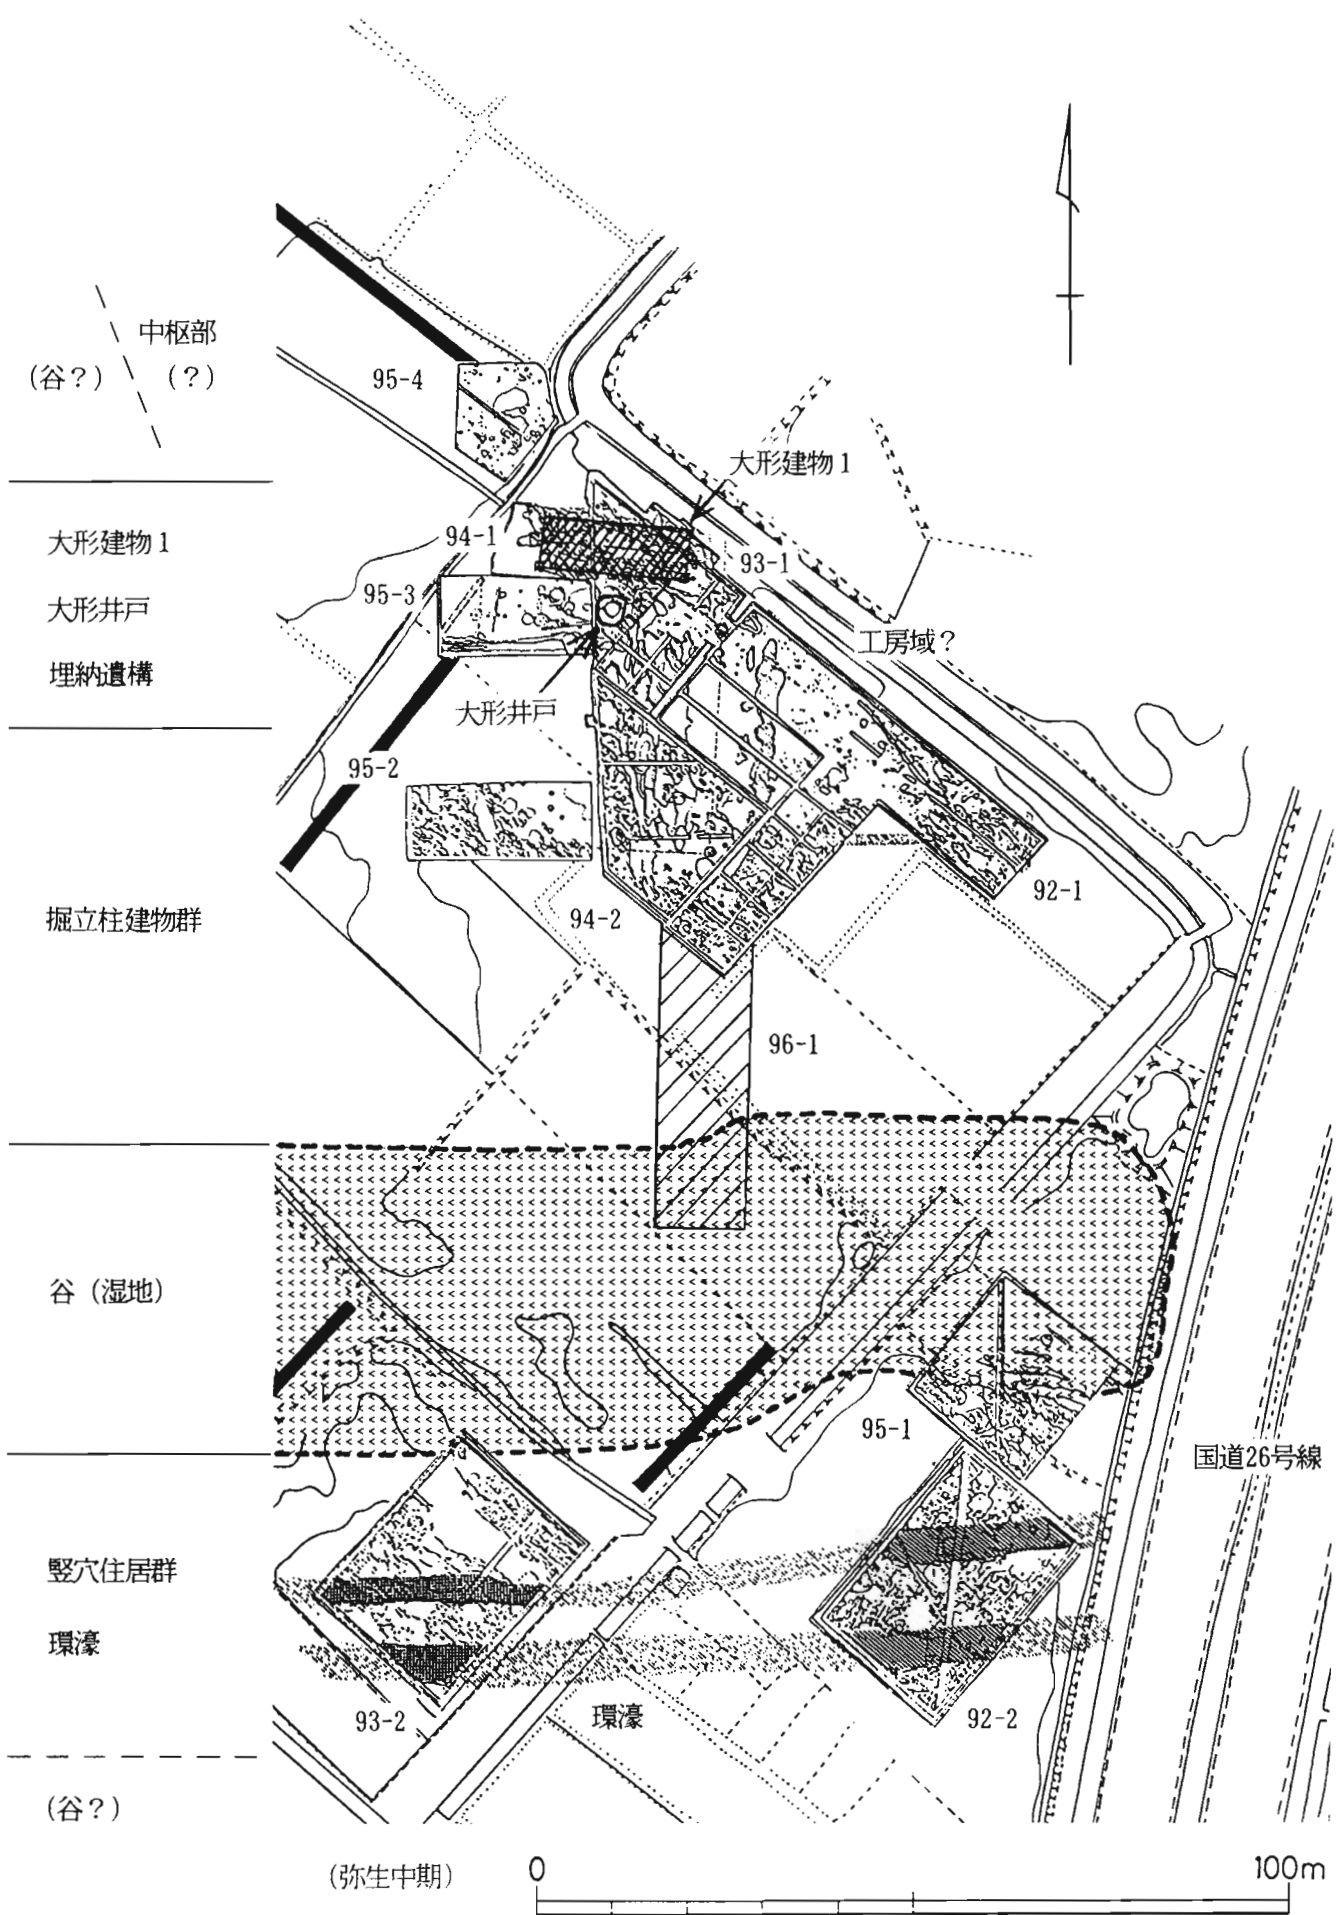 中枢部
(谷？)
(？)
95-4
大形建物1
大形建物1
94-1
93-1
95-3
大形井戸
工房域？
埋納遺構
大形井戸
95-2
92-1
掘立柱建物群
94-2
96-1
谷 (湿地)
95-1
国道26号線
竪穴住居群
環濠
93-2
環濠
92-2
(谷？)
(弥生中期)
0
100m